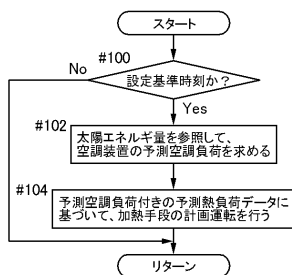 スタート
#100
No
設定基準時刻か?
Yes
#102
太陽エネルギ量を参照して、
空調装置の予測空調負荷を求める
#104
予測空調負荷付きの予測熱負荷データに
基づいて、加熱手段の計画運転を行う
リターン